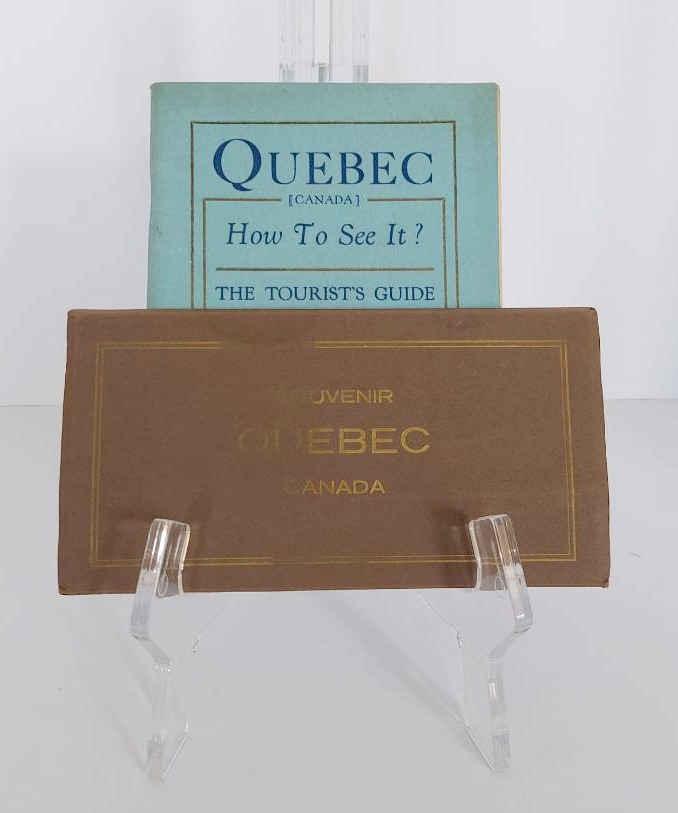 QUEBEC
[CANADA]
How To See It?
THE TOURIST'S GUIDE
SOUVENIR
QUEBEC
CANADA